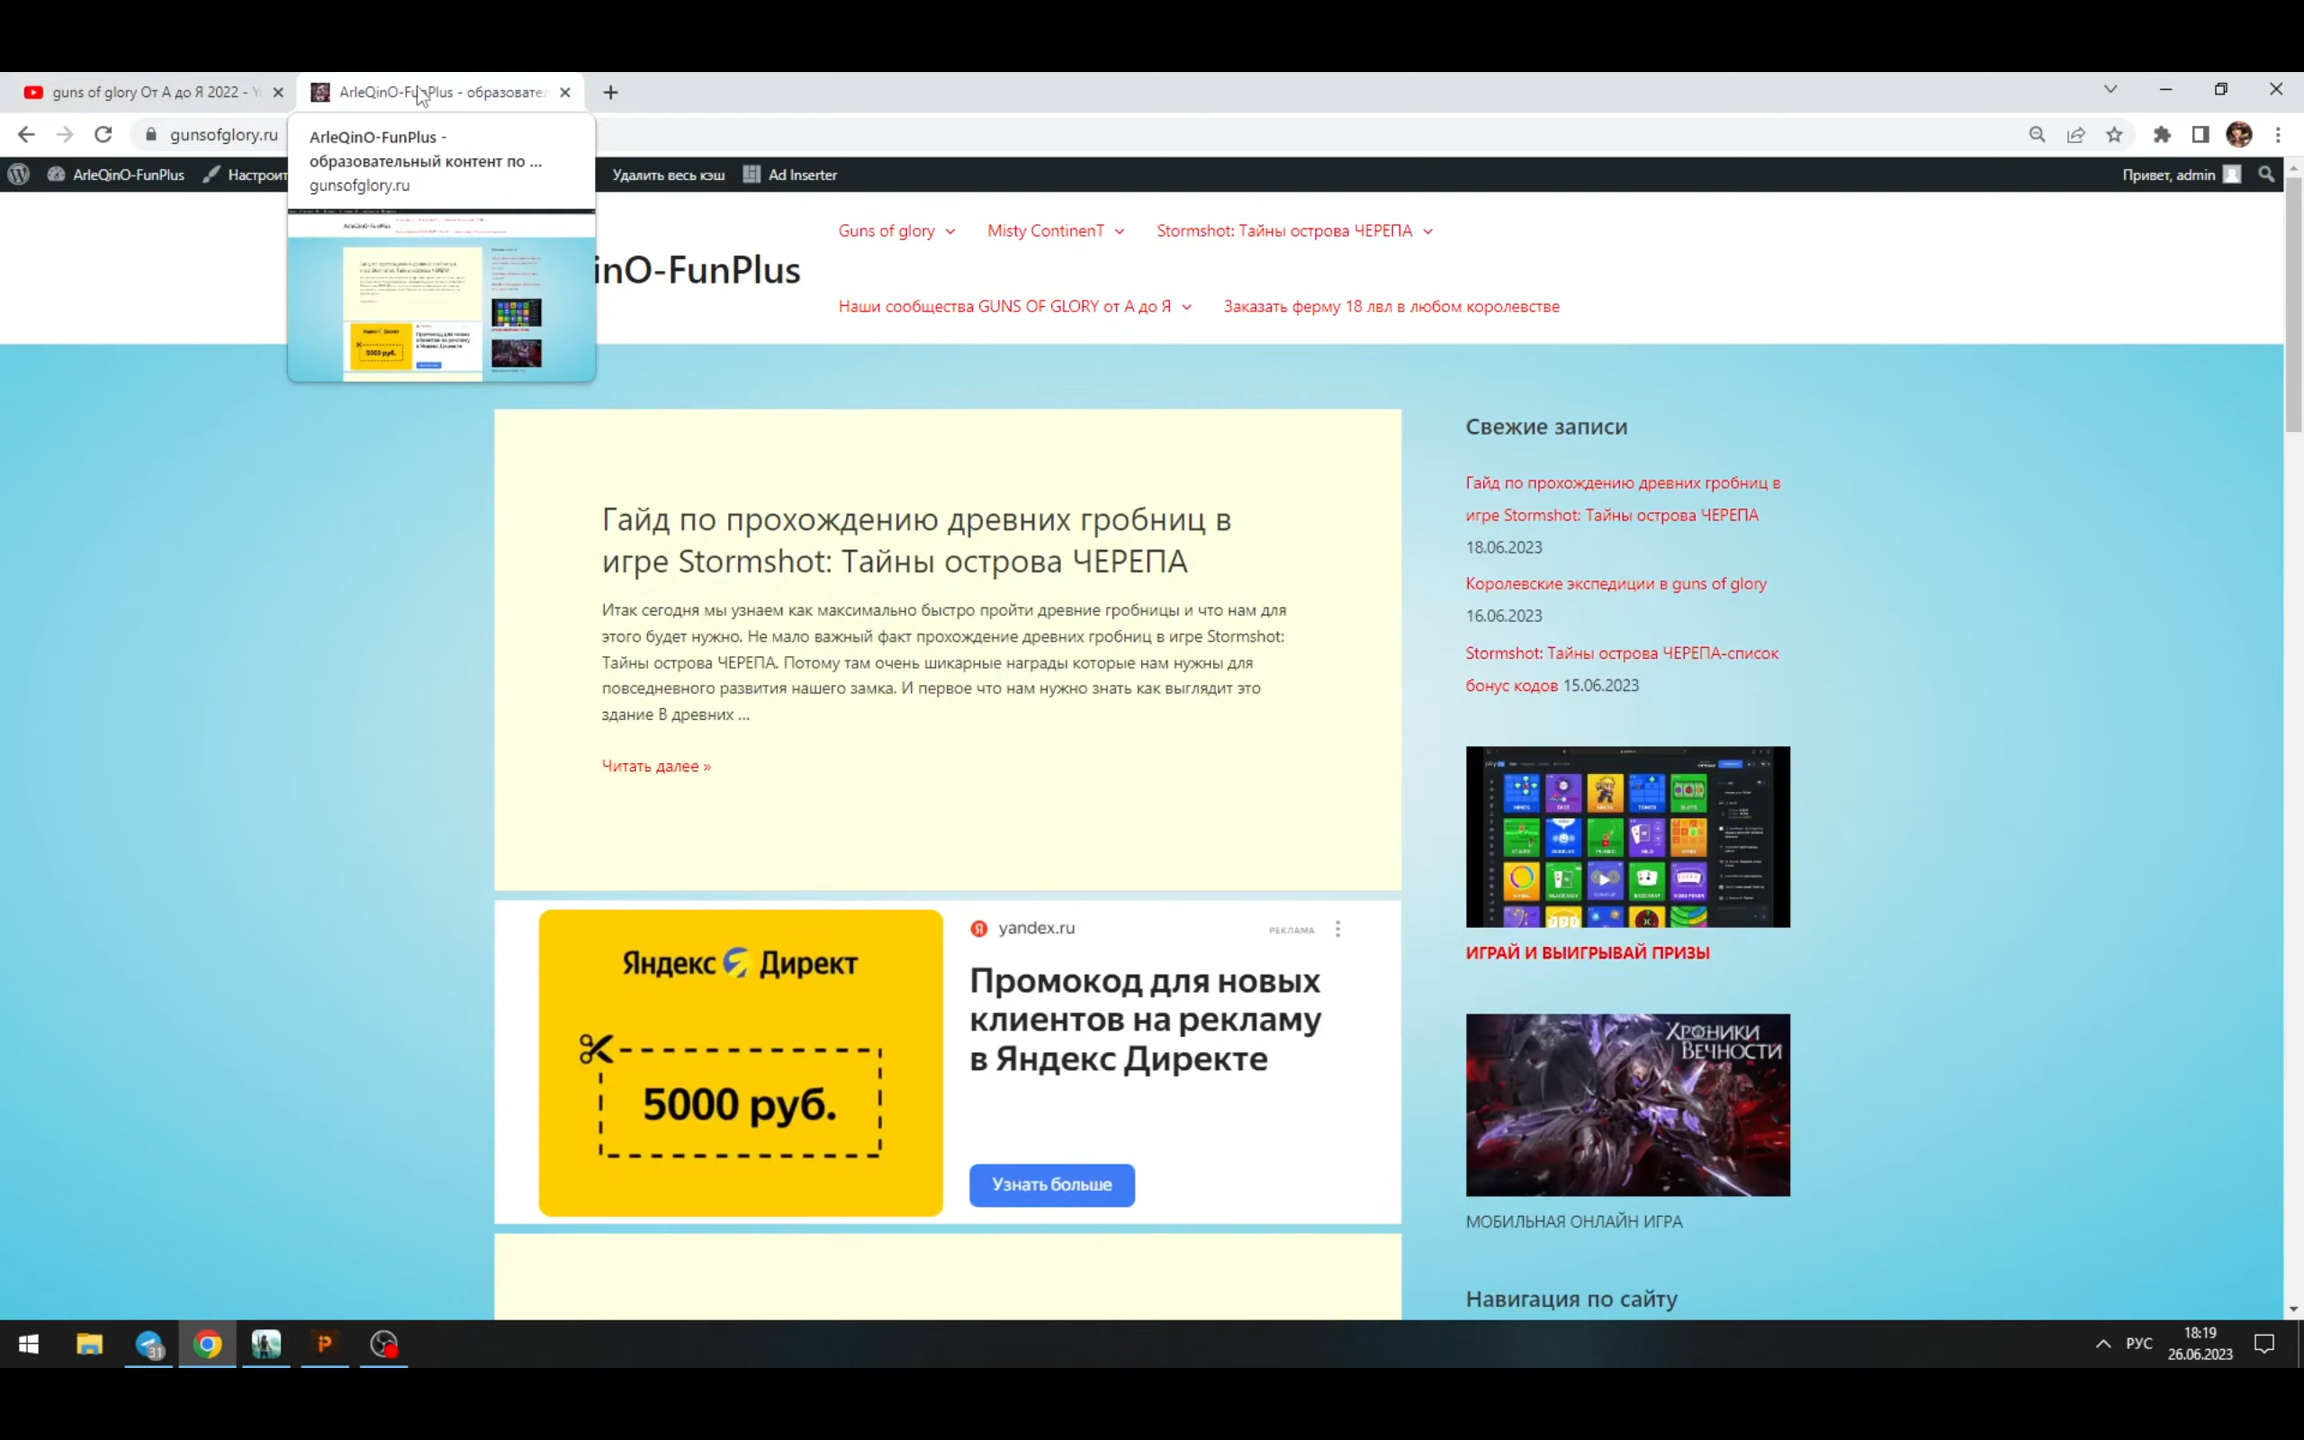 guns of glory От А до Я 2022 -
ArleQinO-FunPlus - образовате
gunsofglory.ru
ArleQinO-FunPlus -
образовательный контент по ...
gunsofglory.ru
ArleQinO-FunPlus
Настроит
Удалить весь кэш
Ad Inserter
Привет, admin
inO-FunPlus
Guns of glory
Misty ContinenT
Stormshot: Тайны острова ЧЕРЕПА
Наши сообщества GUNS OF GLORY от А до Я
Заказать ферму 18 лвл в любом королевстве
Гайд по прохождению древних гробниц в
игре Stormshot: Тайны острова ЧЕРЕПА
Итак сегодня мы узнаем как максимально быстро пройти древние гробницы и что нам для
этого будет нужно. Не мало важный факт прохождение древних гробниц в игре Stormshot:
Тайны острова ЧЕРЕПА. Потому там очень шикарные награды которые нам нужны для
повседневного развития нашего замка. И первое что нам нужно знать как выглядит это
здание В древних ...
Читать далее »
Яндекс Директ
5000 руб.
yandex.ru
РЕКЛАМА
Промокод для новых
клиентов на рекламу
в Яндекс Директе
Узнать больше
Свежие записи
Гайд по прохождению древних гробниц в
игре Stormshot: Тайны острова ЧЕРЕПА
18.06.2023
Королевские экспедиции в guns of glory
16.06.2023
Stormshot: Тайны острова ЧЕРЕПА-список
бонус кодов 15.06.2023
ИГРАЙ И ВЫИГРЫВАЙ ПРИЗЫ
ХРОНИКИ
ВЕЧНОСТИ
МОБИЛЬНАЯ ОНЛАЙН ИГРА
Навигация по сайту
31
РУС
18:19
26.06.2023